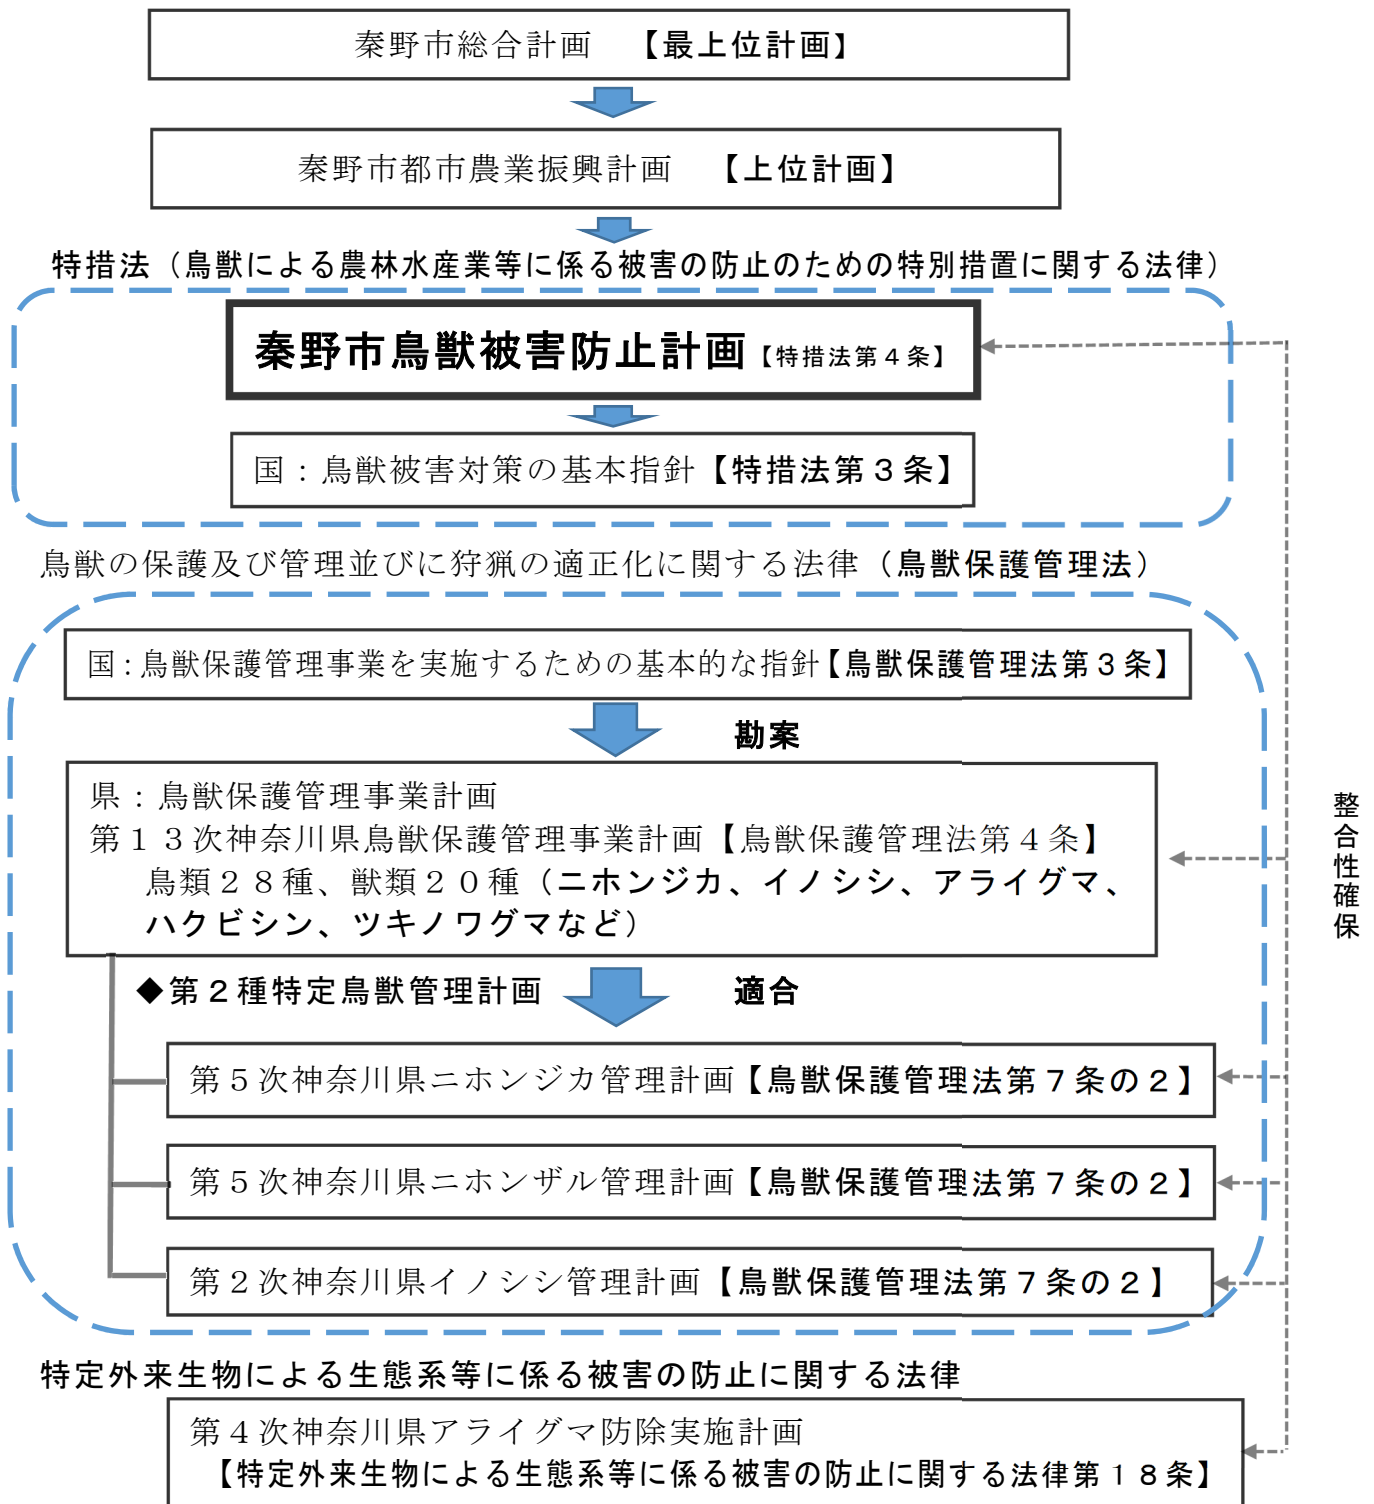 秦野市総合計画　【最上位計画】
秦野市都市農業振興計画　【上位計画】
特措法（鳥獣による農林水産業等に係る被害の防止のための特別措置に関する法律）
秦野市鳥獣被害防止計画【特措法第４条】
国：鳥獣被害対策の基本指針【特措法第３条】
鳥獣の保護及び管理並びに狩猟の適正化に関する法律（鳥獣保護管理法）
国：鳥獣保護管理事業を実施するための基本的な指針【鳥獣保護管理法第３条】
勘案
県：鳥獣保護管理事業計画
第１３次神奈川県鳥獣保護管理事業計画【鳥獣保護管理法第４条】
鳥類２８種、獣類２０種（ニホンジカ、イノシシ、アライグマ、
ハクビシン、ツキノワグマなど）
◆第２種特定鳥獣管理計画
適合
第５次神奈川県ニホンジカ管理計画【鳥獣保護管理法第７条の２】
第５次神奈川県ニホンザル管理計画【鳥獣保護管理法第７条の２】
第２次神奈川県イノシシ管理計画【鳥獣保護管理法第７条の２】
整合性確保
特定外来生物による生態系等に係る被害の防止に関する法律
第４次神奈川県アライグマ防除実施計画
【特定外来生物による生態系等に係る被害の防止に関する法律第１８条】